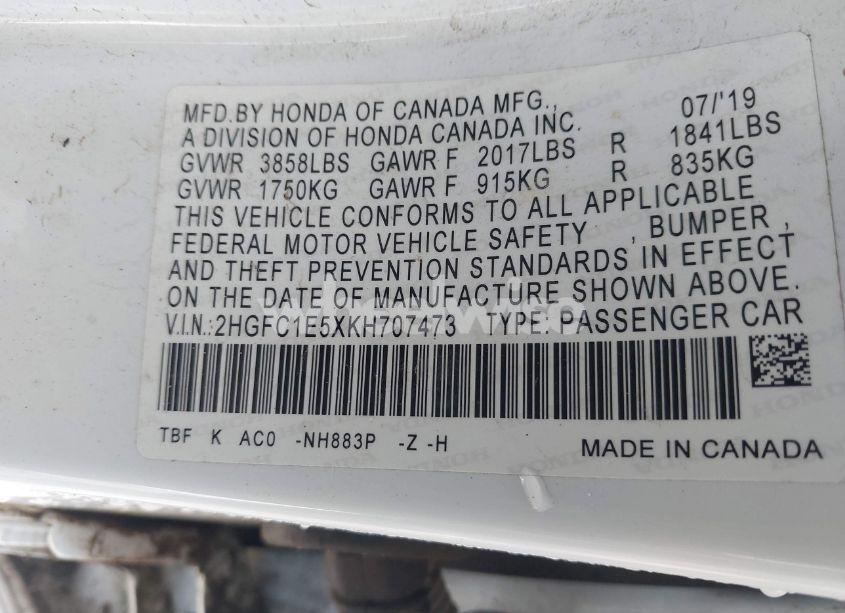 MFD.BY HONDA OF CANADA MFG., 07/'19
A DIVISION OF HONDA CANADA INC.
GVWR 3858LBS GAWR F 2017LBS R 1841LBS
GVWR 1750KG GAWR F 915KG R 835KG
THIS VEHICLE CONFORMS TO ALL APPLICABLE
FEDERAL MOTOR VEHICLE SAFETY , BUMPER ,
AND THEFT PREVENTION STANDARDS IN EFFECT
ON THE DATE OF MANUFACTURE SHOWN ABOVE.
V.I.N.:2HGFC1E5XKH707473 TYPE: PASSENGER CAR
TBF K AC0 -NH883P -Z -H MADE IN CANADA